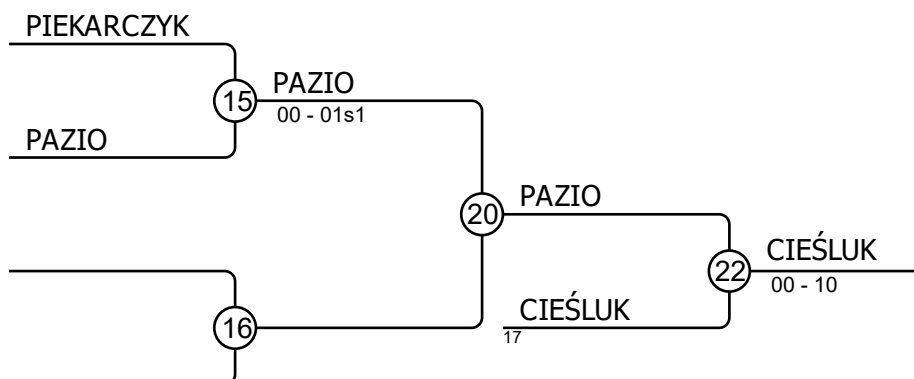 PIEKARCZYK
15
PAZIO
00 - 01s1
PAZIO
20
PAZIO
22
CIEŚLUK
00 - 10
16
CIEŚLUK
17